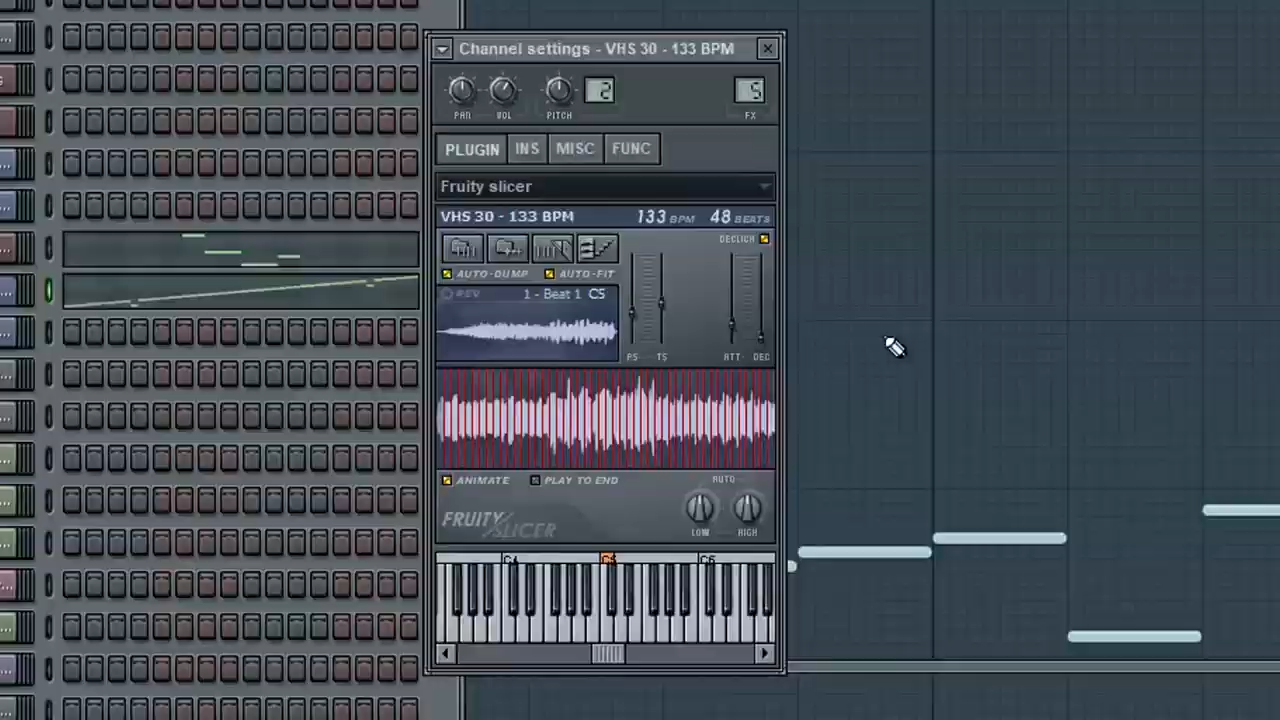 Channel settings - VHS 30 - 133 BPM
2
5
PAN VOL PITCH FX
PLUGIN INS MISC FUNC
Fruity slicer
VHS 30 - 133 BPM 133 BPM 48 BEATS
DECLICK
AUTO-DUMP AUTO-FIT
REV 1 - Beat 1 C5
PS TS ATT DEC
ANIMATE PLAY TO END AUTO
FRUITY SLICER
LOW HIGH
C4 C5 C6